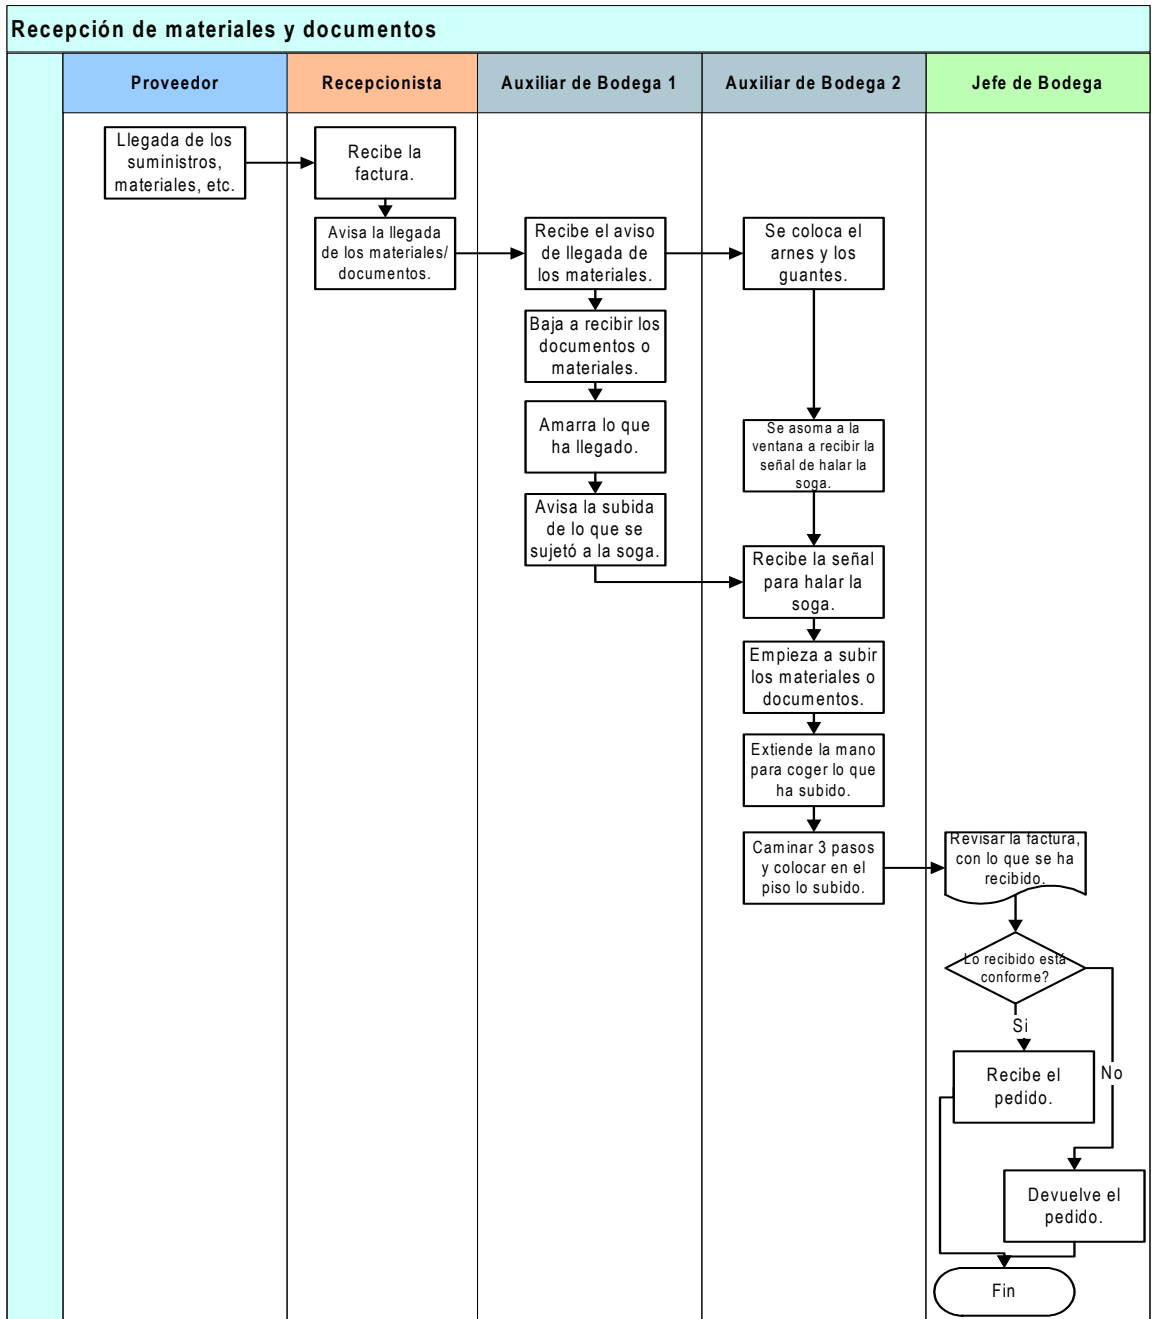 Recepción de materiales y documentos
Proveedor
Recepcionista
Auxiliar de Bodega 1
Auxiliar de Bodega 2
Jefe de Bodega
Llegada de los
suministros,
materiales, etc.
Recibe la
factura.
Avisa la llegada
de los materiales/
documentos.
Recibe el aviso
de llegada de
los materiales.
Se coloca el
arnes y los
guantes.
Baja a recibir los
documentos o
materiales.
Amarra lo que
ha llegado.
Se asoma a la
ventana a recibir la
señal de halar la
soga.
Avisa la subida
de lo que se
sujetó a la soga.
Recibe la señal
para halar la
soga.
Empieza a subir
los materiales o
documentos.
Extiende la mano
para coger lo que
ha subido.
Caminar 3 pasos
y colocar en el
piso lo subido.
Revisar la factura,
con lo que se ha
recibido.
Lo recibido está
conforme?
Si
No
Recibe el
pedido.
Devuelve el
pedido.
Fin